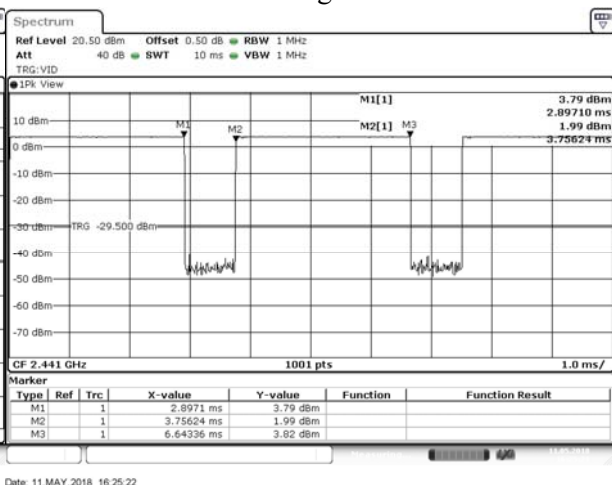 Spectrum
Ref Level 20.50 dBm Offset 0.50 dB RBW 1 MHz
Att 40 dB SWT 10 ms VBW 1 MHz
TRG:VID
1Pk View
M1[1] 3.79 dBm
2.89710 ms
M2[1] 1.99 dBm
3.75624 ms
M1 M2 M3
10 dBm
0 dBm
-10 dBm
-20 dBm
-30 dBm TRG -29.500 dBm
-40 dBm
-50 dBm
-60 dBm
-70 dBm
CF 2.441 GHz 1001 pts 1.0 ms/
Marker
Type Ref Trc X-value Y-value Function Function Result
M1 1 2.8971 ms 3.79 dBm
M2 1 3.75624 ms 1.99 dBm
M3 1 6.64336 ms 3.82 dBm
Date: 11 MAY 2018 16:25:22